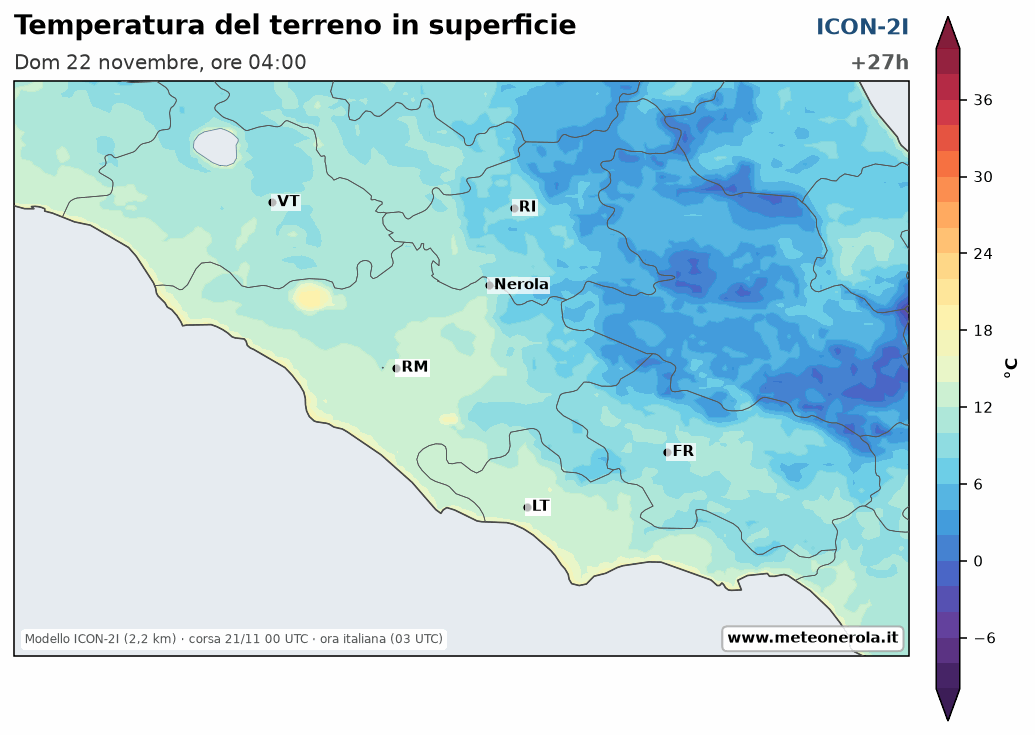 Temperatura del terreno in superficie
ICON-2I
Dom 22 novembre, ore 04:00
+27h
VT
RI
Nerola
RM
FR
LT
36
30
24
18
12
6
0
−6
°C
Modello ICON-2I (2,2 km) · corsa 21/11 00 UTC · ora italiana (03 UTC)
www.meteonerola.it